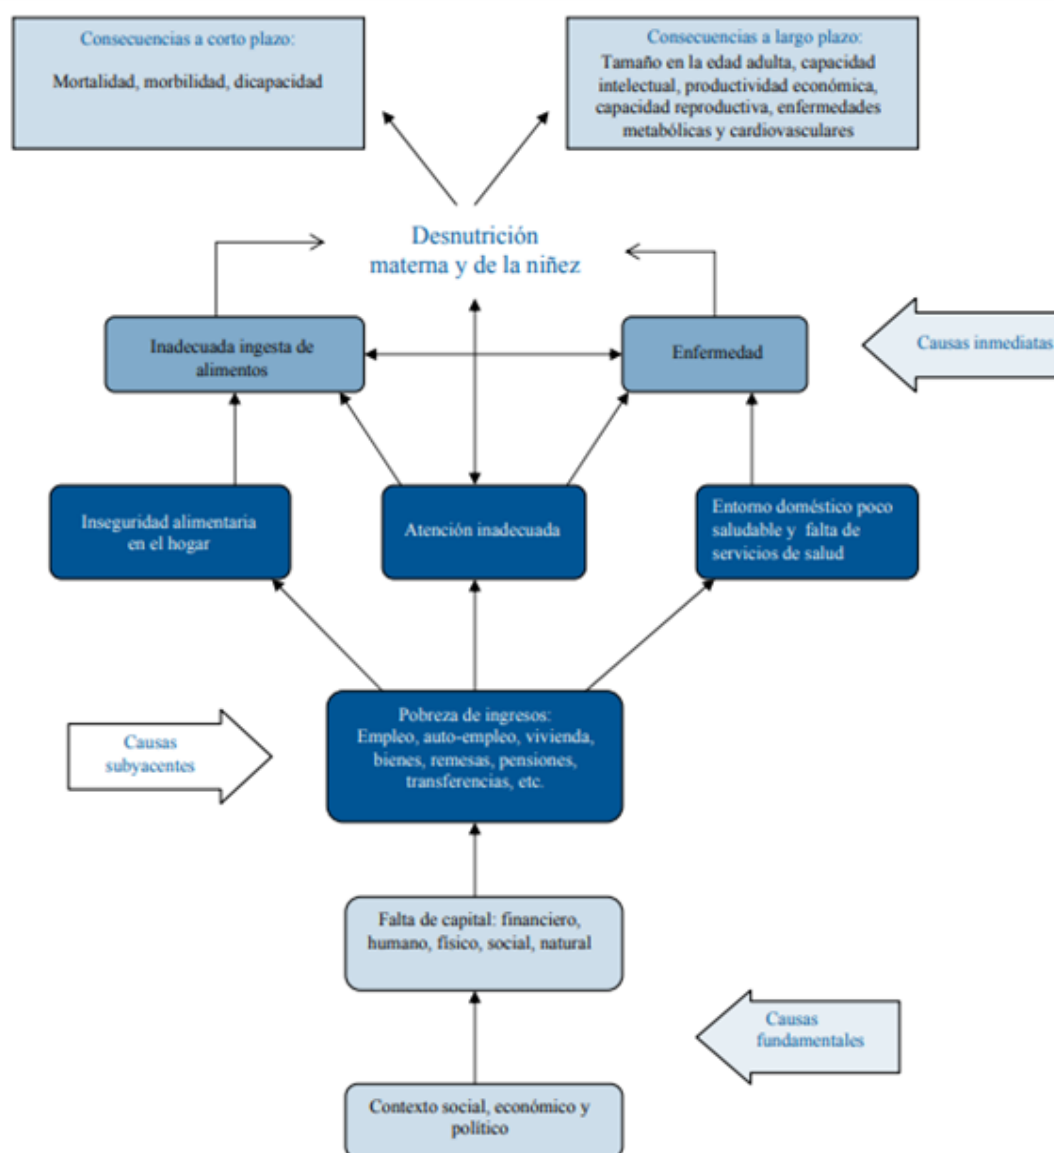 Consecuencias a corto plazo:
Mortalidad, morbilidad, dicapacidad
Consecuencias a largo plazo:
Tamaño en la edad adulta, capacidad
intelectual, productividad económica,
capacidad reproductiva, enfermedades
metabólicas y cardiovasculares
Desnutrición
materna y de la niñez
Inadecuada ingesta de
alimentos
Enfermedad
Causas inmediatas
Inseguridad alimentaria
en el hogar
Atención inadecuada
Entorno doméstico poco
saludable y falta de
servicios de salud
Causas
subyacentes
Pobreza de ingresos:
Empleo, auto-empleo, vivienda,
bienes, remesas, pensiones,
transferencias, etc.
Falta de capital: financiero,
humano, físico, social, natural
Causas
fundamentales
Contexto social, económico y
político